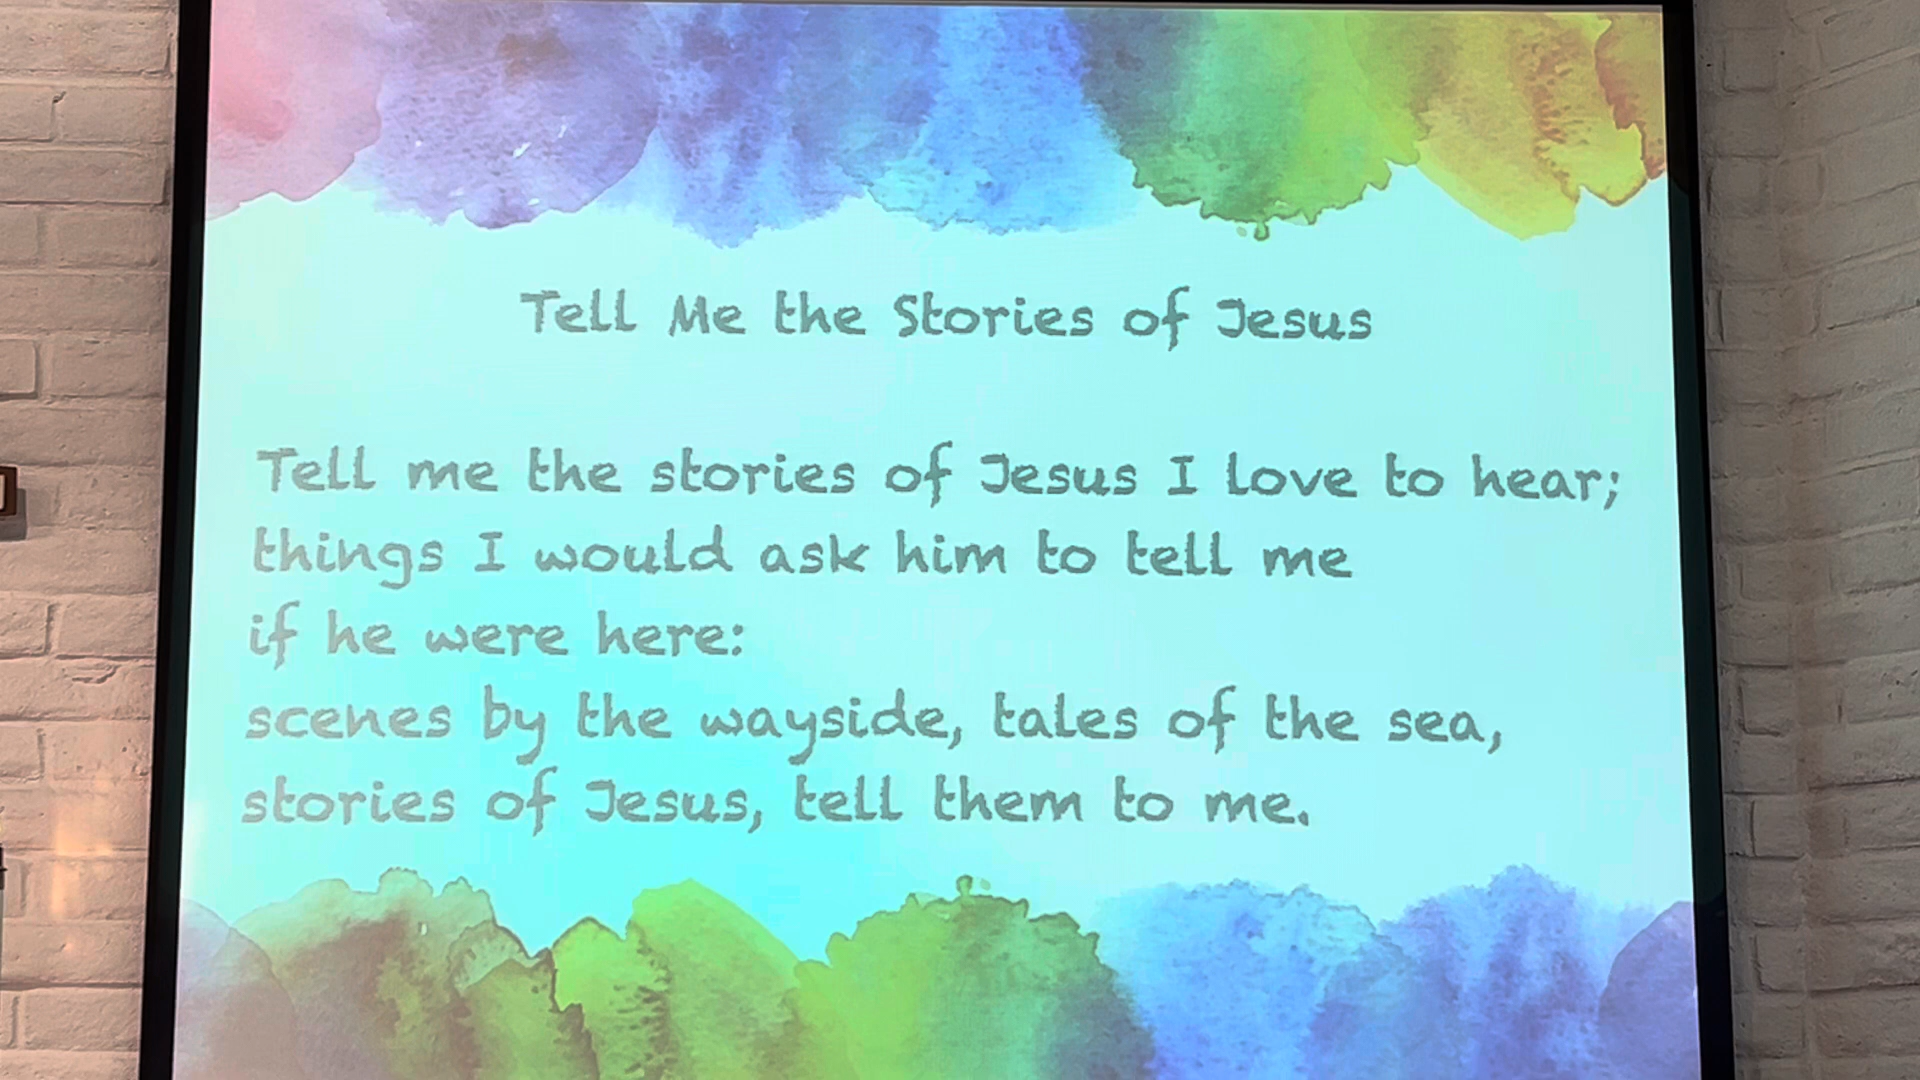 Tell Me the Stories of Jesus
Tell me the stories of Jesus I love to hear;
things I would ask him to tell me
if he were here:
scenes by the wayside, tales of the sea,
stories of Jesus, tell them to me.